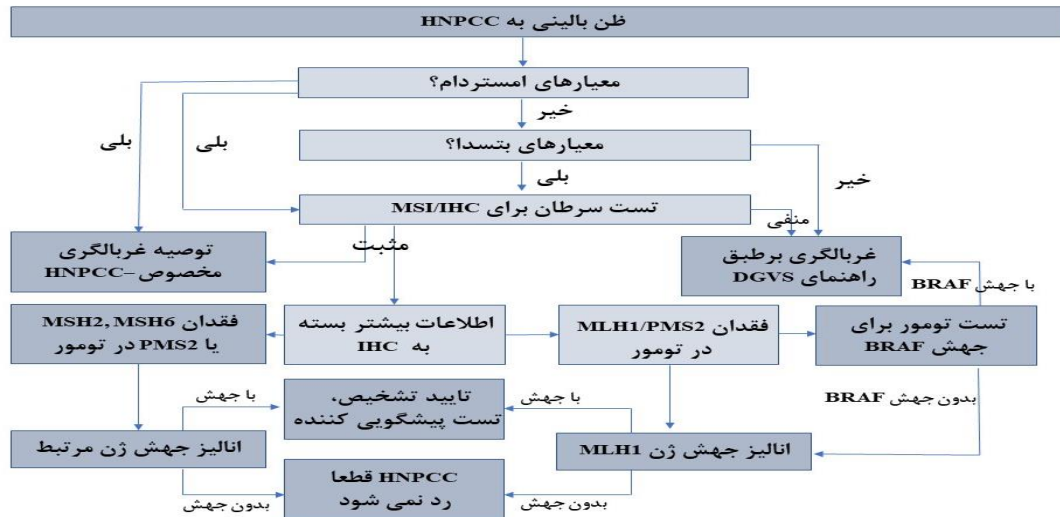 ظن بالینی به HNPCC
معیارهای امستردام؟
بلی
بلی
خیر
معیارهای بتسدا؟
بلی
خیر
تست سرطان برای MSI/IHC
منفی
مثبت
توصیه غربالگری
مخصوص-HNPCC
غربالگری برطبق
راهنمای DGVS
با جهش BRAF
فقدان MSH2, MSH6
یا PMS2 در تومور
اطلاعات بیشتر بسته
به IHC
فقدان MLH1/PMS2
در تومور
تست تومور برای
جهش BRAF
بدون جهش BRAF
با جهش
تایید تشخیص،
تست پیشگویی کننده
با جهش
انالیز جهش ژن مرتبط
انالیز جهش ژن MLH1
بدون جهش
HNPCC قطعا
رد نمی شود
بدون جهش